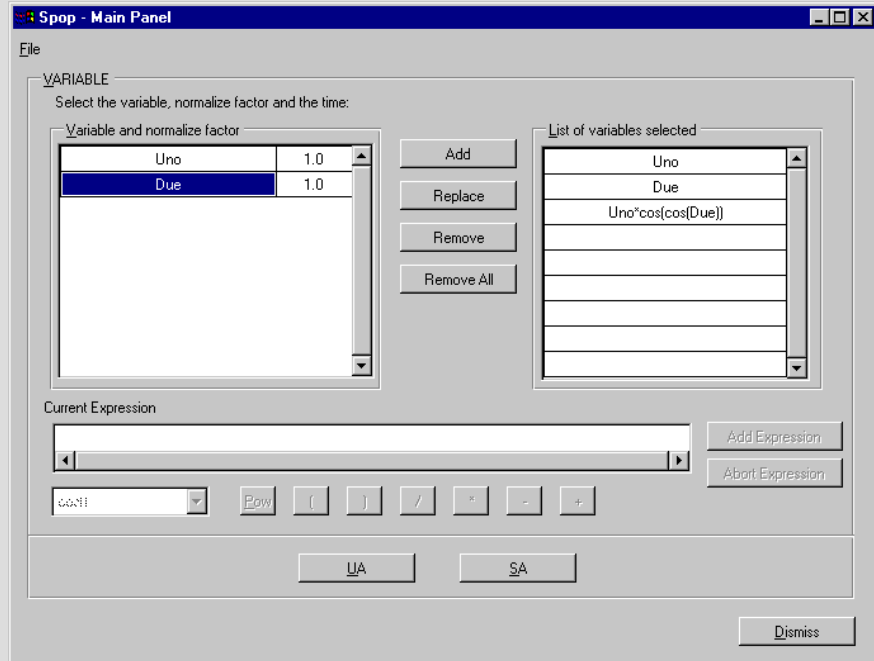 Spop - Main Panel
File
VARIABLE
Select the variable, normalize factor and the time:
Variable and normalize factor
List of variables selected
Uno 1.0
Due 1.0
Add
Replace
Remove
Remove All
Uno
Due
Uno*cos(cos(Due))
Current Expression
Add Expression
Abort Expression
Pow ( ) / * - +
UA SA
Dismiss